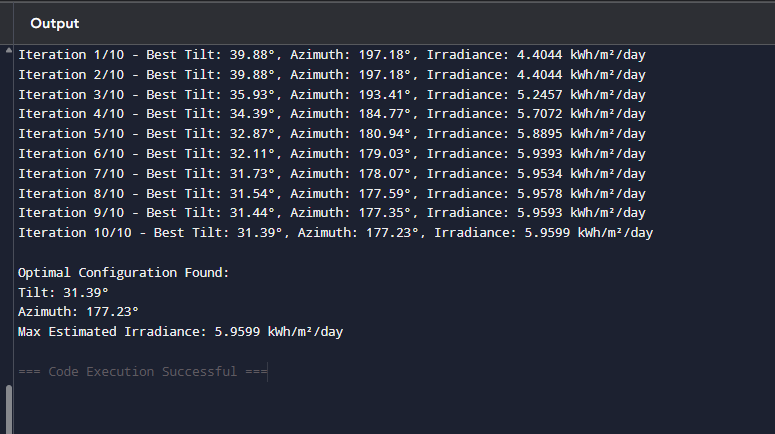 Output
Iteration 1/10 - Best Tilt: 39.88°, Azimuth: 197.18°, Irradiance: 4.4044 kWh/m²/day
Iteration 2/10 - Best Tilt: 39.88°, Azimuth: 197.18°, Irradiance: 4.4044 kWh/m²/day
Iteration 3/10 - Best Tilt: 35.93°, Azimuth: 193.41°, Irradiance: 5.2457 kWh/m²/day
Iteration 4/10 - Best Tilt: 34.39°, Azimuth: 184.77°, Irradiance: 5.7072 kWh/m²/day
Iteration 5/10 - Best Tilt: 32.87°, Azimuth: 180.94°, Irradiance: 5.8895 kWh/m²/day
Iteration 6/10 - Best Tilt: 32.11°, Azimuth: 179.03°, Irradiance: 5.9393 kWh/m²/day
Iteration 7/10 - Best Tilt: 31.73°, Azimuth: 178.07°, Irradiance: 5.9534 kWh/m²/day
Iteration 8/10 - Best Tilt: 31.54°, Azimuth: 177.59°, Irradiance: 5.9578 kWh/m²/day
Iteration 9/10 - Best Tilt: 31.44°, Azimuth: 177.35°, Irradiance: 5.9593 kWh/m²/day
Iteration 10/10 - Best Tilt: 31.39°, Azimuth: 177.23°, Irradiance: 5.9599 kWh/m²/day
Optimal Configuration Found:
Tilt: 31.39°
Azimuth: 177.23°
Max Estimated Irradiance: 5.9599 kWh/m²/day
=== Code Execution Successful ===